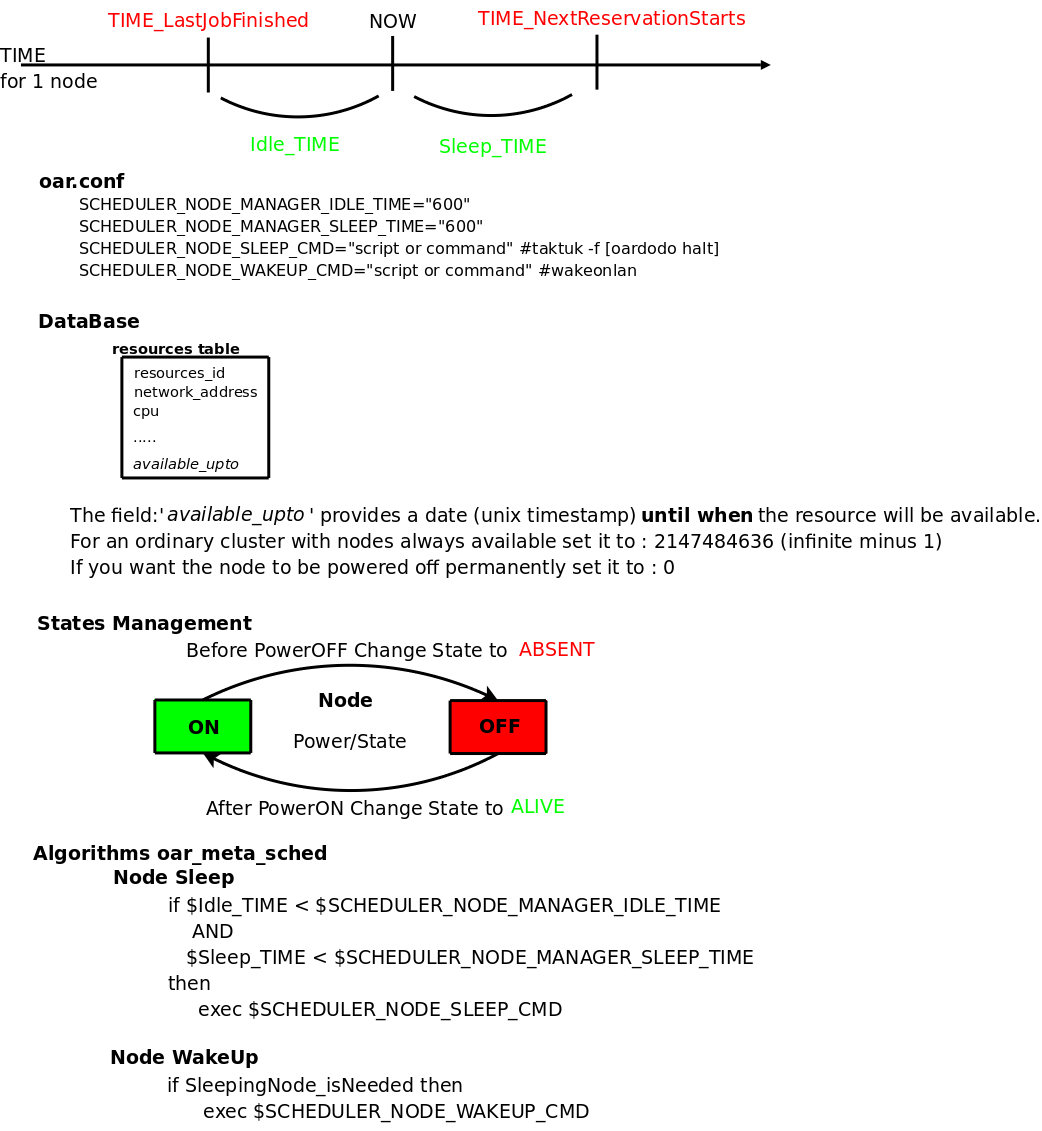 TIME_LastJobFinished NOW TIME_NextReservationStarts
TIME
for 1 node
Idle_TIME Sleep_TIME
oar.conf
SCHEDULER_NODE_MANAGER_IDLE_TIME="600"
SCHEDULER_NODE_MANAGER_SLEEP_TIME="600"
SCHEDULER_NODE_SLEEP_CMD="script or command" #taktuk -f [oardodo halt]
SCHEDULER_NODE_WAKEUP_CMD="script or command" #wakeonlan
DataBase
resources table
resources_id
network_address
cpu
.....
available_upto
The field:'available_upto' provides a date (unix timestamp) until when the resource will be available.
For an ordinary cluster with nodes always available set it to : 2147484636 (infinite minus 1)
If you want the node to be powered off permanently set it to : 0
States Management
Before PowerOFF Change State to ABSENT
Node
ON OFF
Power/State
After PowerON Change State to ALIVE
Algorithms oar_meta_sched
Node Sleep
if $Idle_TIME < $SCHEDULER_NODE_MANAGER_IDLE_TIME
AND
$Sleep_TIME < $SCHEDULER_NODE_MANAGER_SLEEP_TIME
then
exec $SCHEDULER_NODE_SLEEP_CMD
Node WakeUp
if SleepingNode_isNeeded then
exec $SCHEDULER_NODE_WAKEUP_CMD